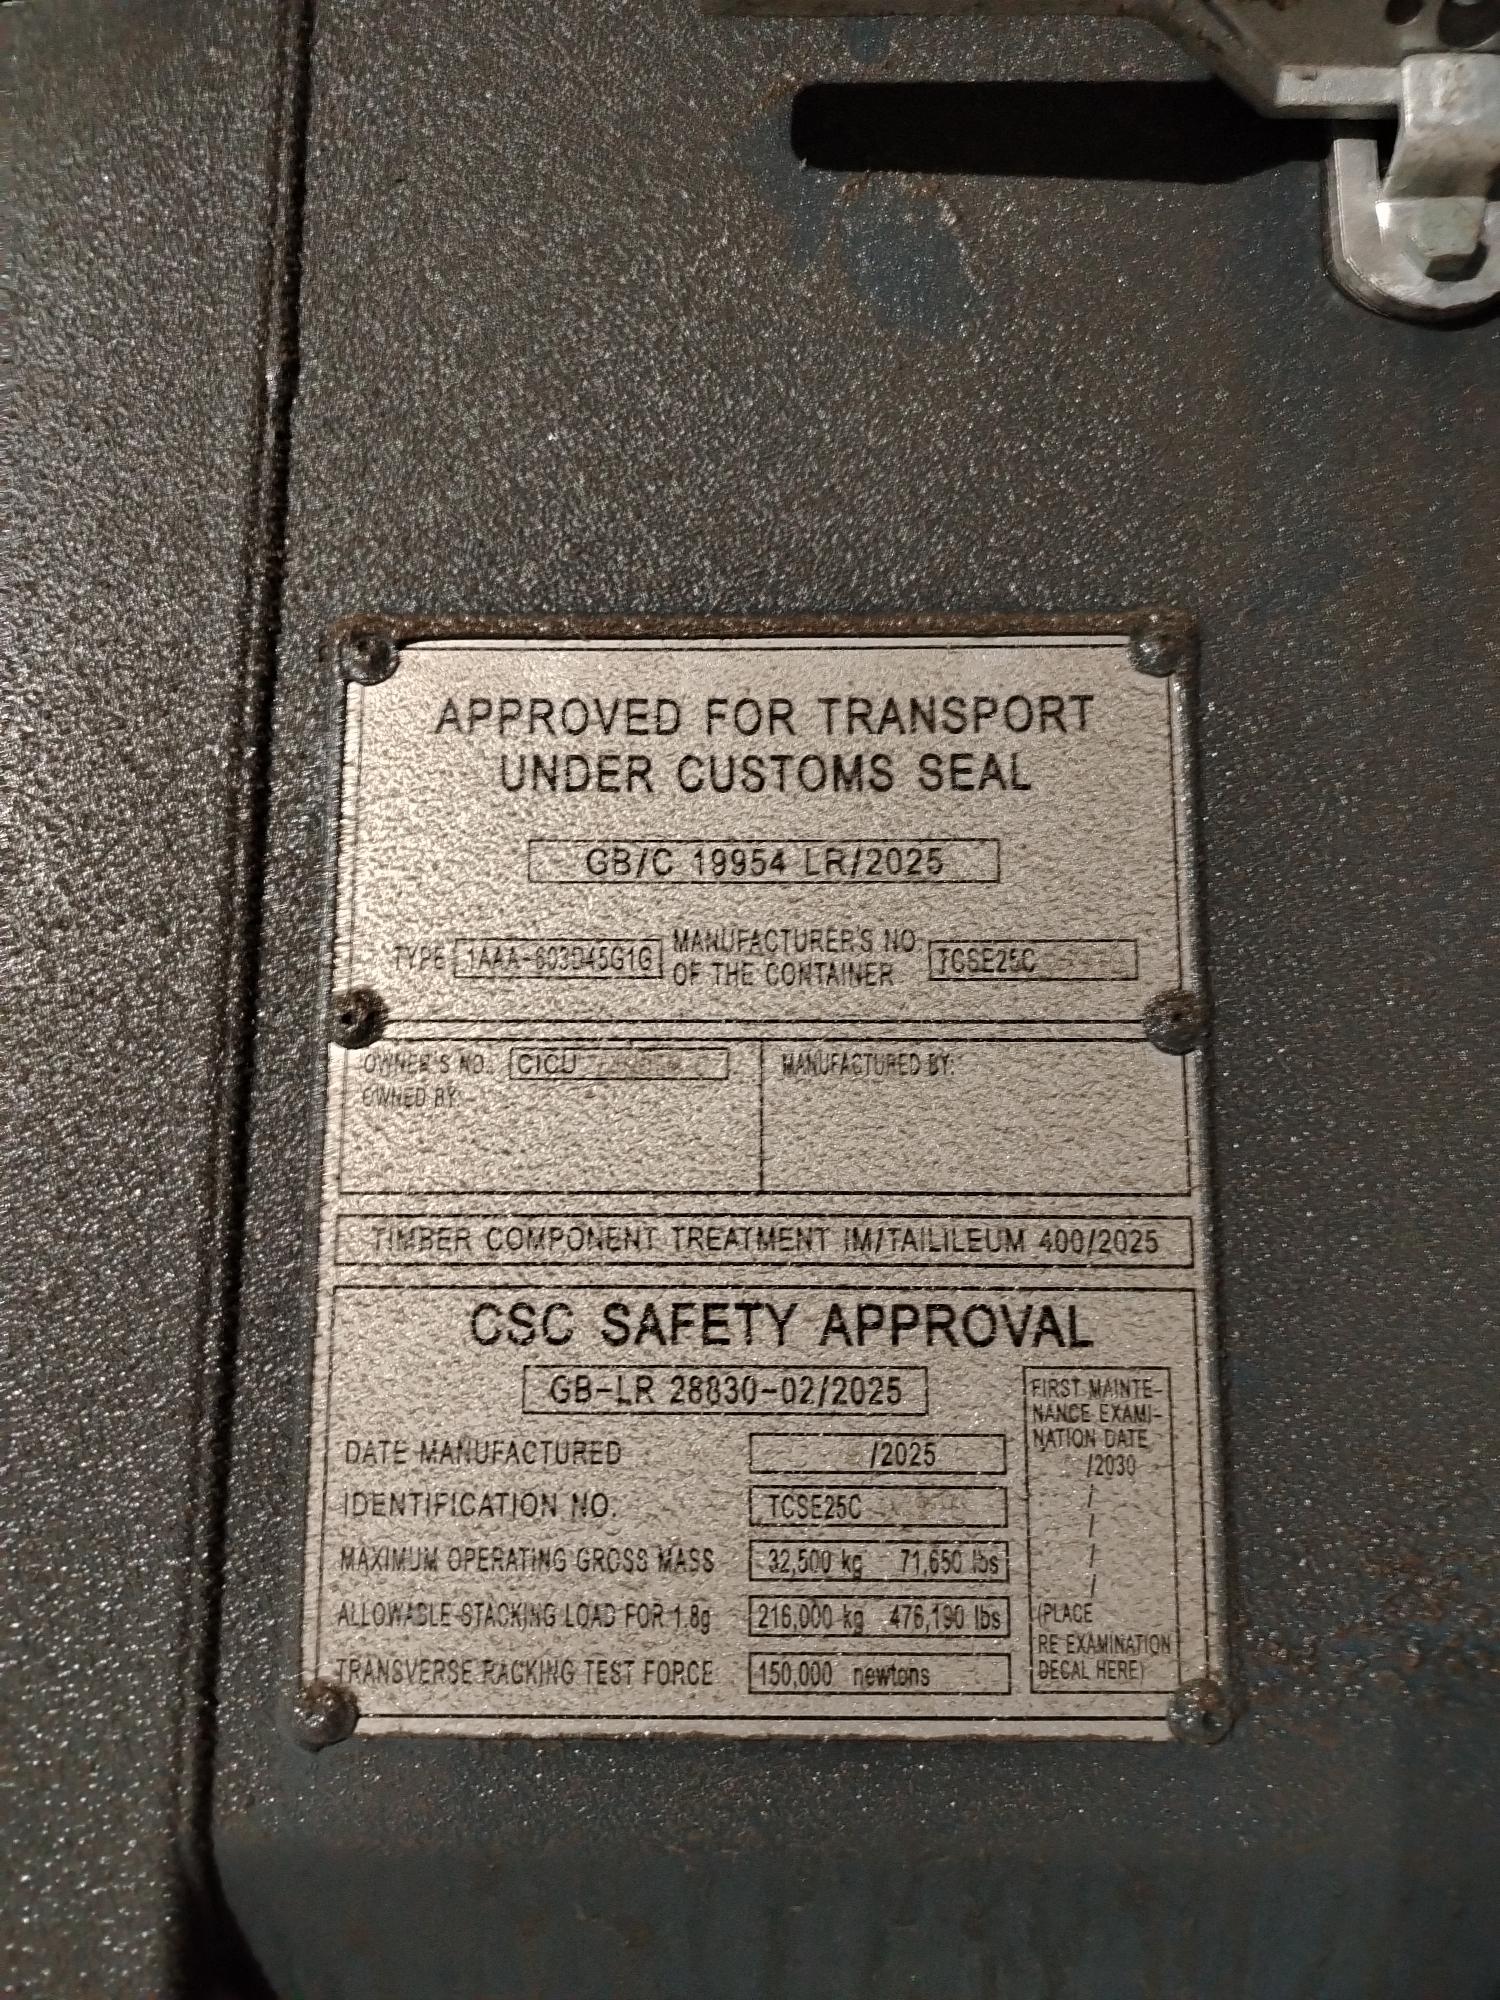 APPROVED FOR TRANSPORT
UNDER CUSTOMS SEAL
GB/C 19954 LR/2025
TYPE 1AAA-603D45G1G
MANUFACTURER'S NO.
OF THE CONTAINER
TCSE25C
OWNER'S NO.: CICU
OWNED BY:
MANUFACTURED BY:
TIMBER COMPONENT TREATMENT IM/TAILILEUM 400/2025
CSC SAFETY APPROVAL
GB-LR 28830-02/2025
DATE MANUFACTURED /2025
IDENTIFICATION NO. TCSE25C
MAXIMUM OPERATING GROSS MASS 32,500 kg 71,650 lbs
ALLOWABLE STACKING LOAD FOR 1.8g 216,000 kg 476,190 lbs
TRANSVERSE RACKING TEST FORCE 150,000 newtons
FIRST MAINTE-
NANCE EXAMI-
NATION DATE
/2030
/
/
/
/
(PLACE
RE EXAMINATION
DECAL HERE)